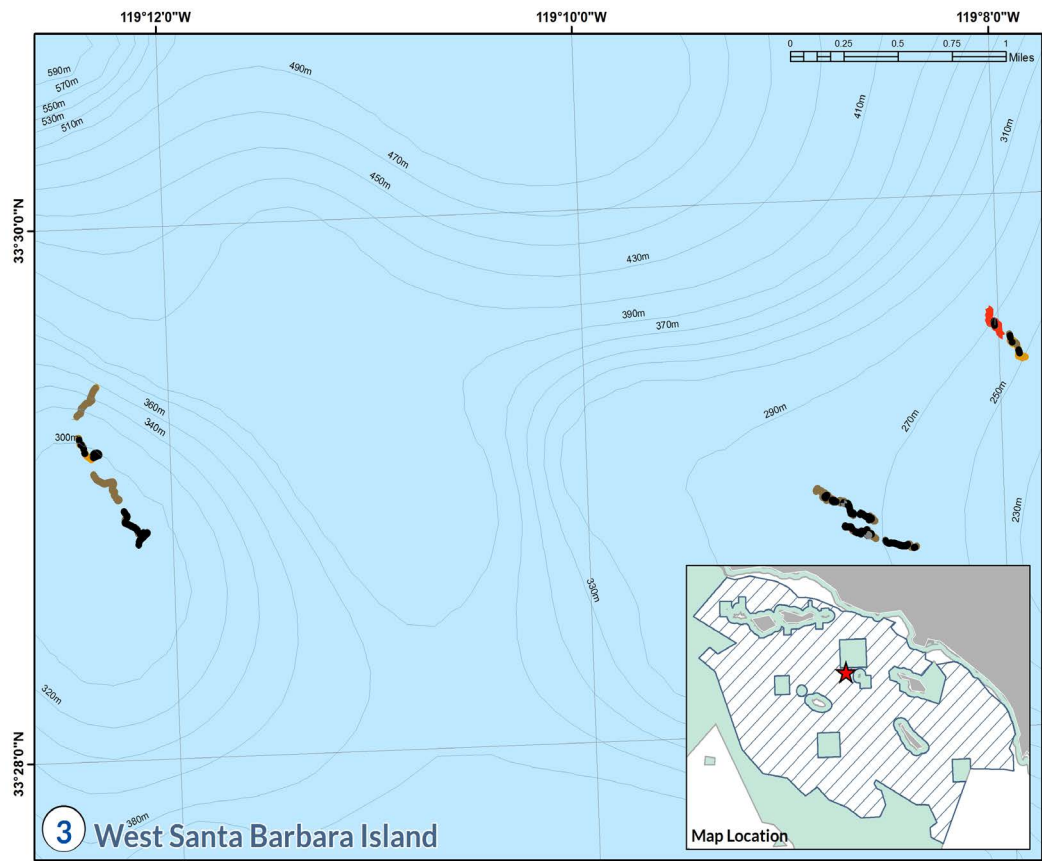 119°12'0"W
119°10'0"W
119°8'0"W
0
0.25
0.5
0.75
1
Miles
590m
570m
550m
530m
510m
490m
470m
450m
410m
310m
33°30'0"N
430m
390m
370m
360m
340m
300m
290m
270m
250m
230m
330m
320m
380m
33°28'0"N
3
West Santa Barbara Island
Map Location